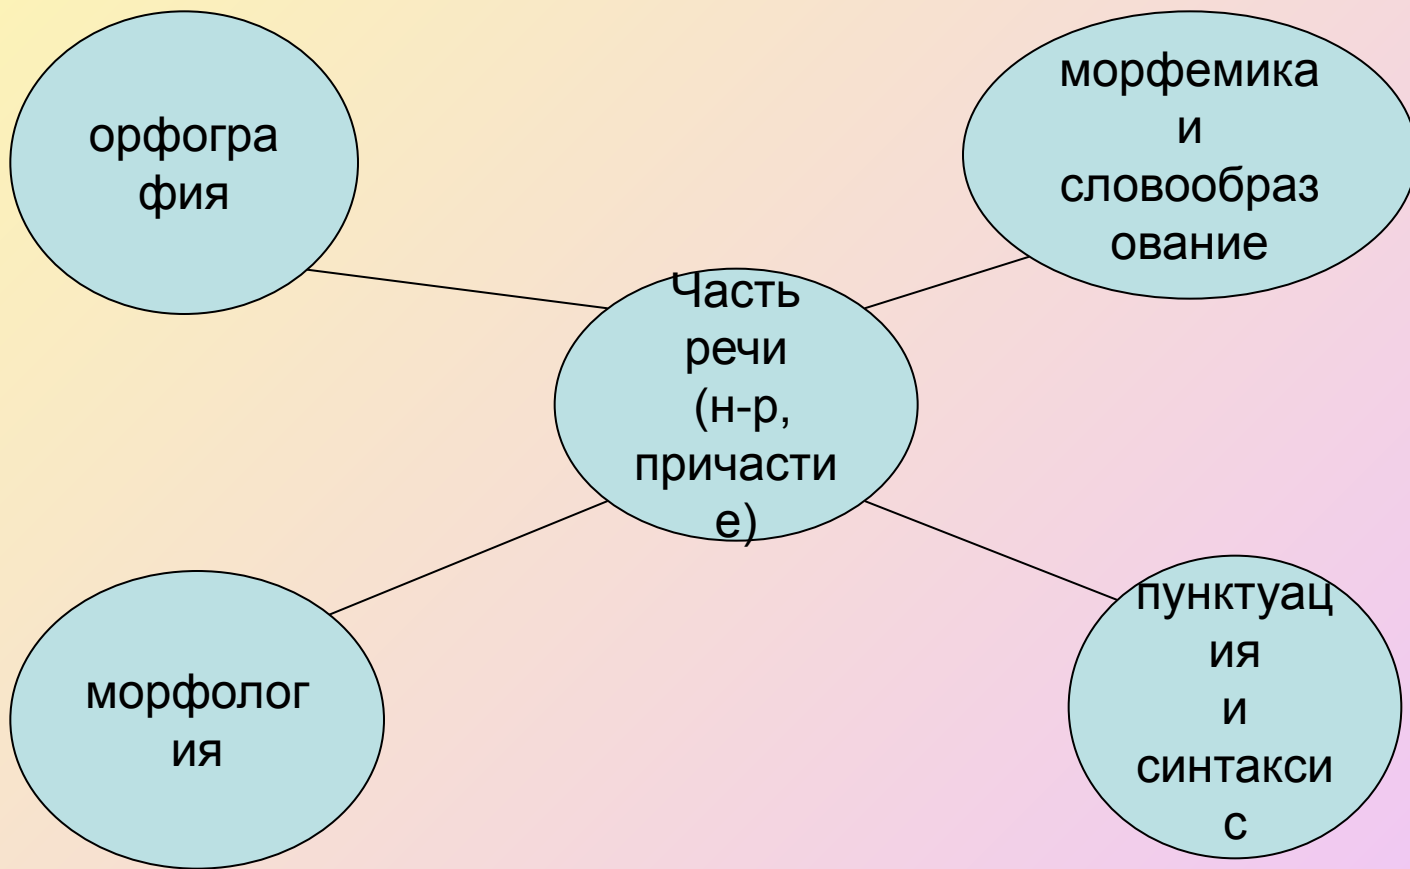 орфогра
фия
морфемика
и
словообраз
ование
Часть
речи
(н-р,
причасти
е)
морфолог
ия
пунктуац
ия
и
синтакси
с